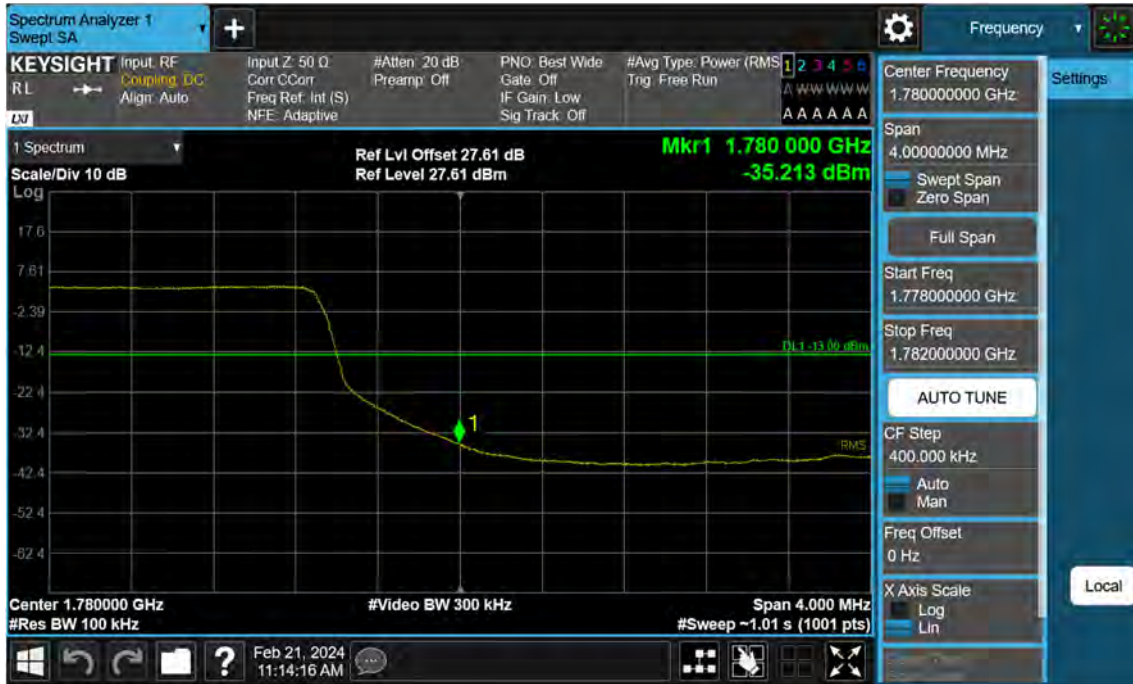 Spectrum Analyzer 1
Swept SA
Frequency
KEYSIGHT
RL
LXI
Input: RF
Coupling: DC
Align: Auto
Input Z: 50 Ω
Corr CCorr
Freq Ref: Int (S)
NFE: Adaptive
#Atten: 20 dB
Preamp: Off
PNO: Best Wide
Gate: Off
IF Gain: Low
Sig Track: Off
#Avg Type: Power (RMS
Trig: Free Run
1 2 3 4 5 6
A W W W W W
A A A A A A
Center Frequency
1.780000000 GHz
Settings
1 Spectrum
Scale/Div 10 dB
Ref Lvl Offset 27.61 dB
Ref Level 27.61 dBm
Mkr1 1.780 000 GHz
-35.213 dBm
Span
4.00000000 MHz
Swept Span
Zero Span
Full Span
Start Freq
1.778000000 GHz
Stop Freq
1.782000000 GHz
AUTO TUNE
CF Step
400.000 kHz
Auto
Man
Freq Offset
0 Hz
X Axis Scale
Log
Lin
Local
Log
17.6
7.61
-2.39
-12.4
-22.4
-32.4
-42.4
-52.4
-62.4
DL1 -13.00 dBm
1
RMS
Center 1.780000 GHz
#Res BW 100 kHz
#Video BW 300 kHz
Span 4.000 MHz
#Sweep ~1.01 s (1001 pts)
?
Feb 21, 2024
11:14:16 AM